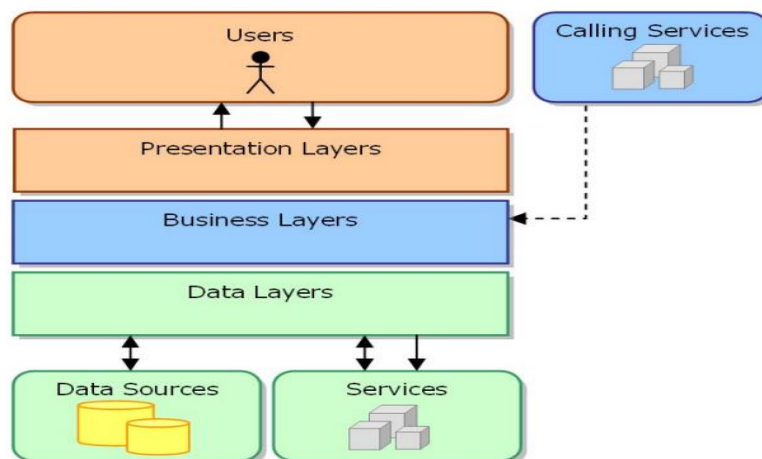 Users
Calling Services
Presentation Layers
Business Layers
Data Layers
Data Sources
Services